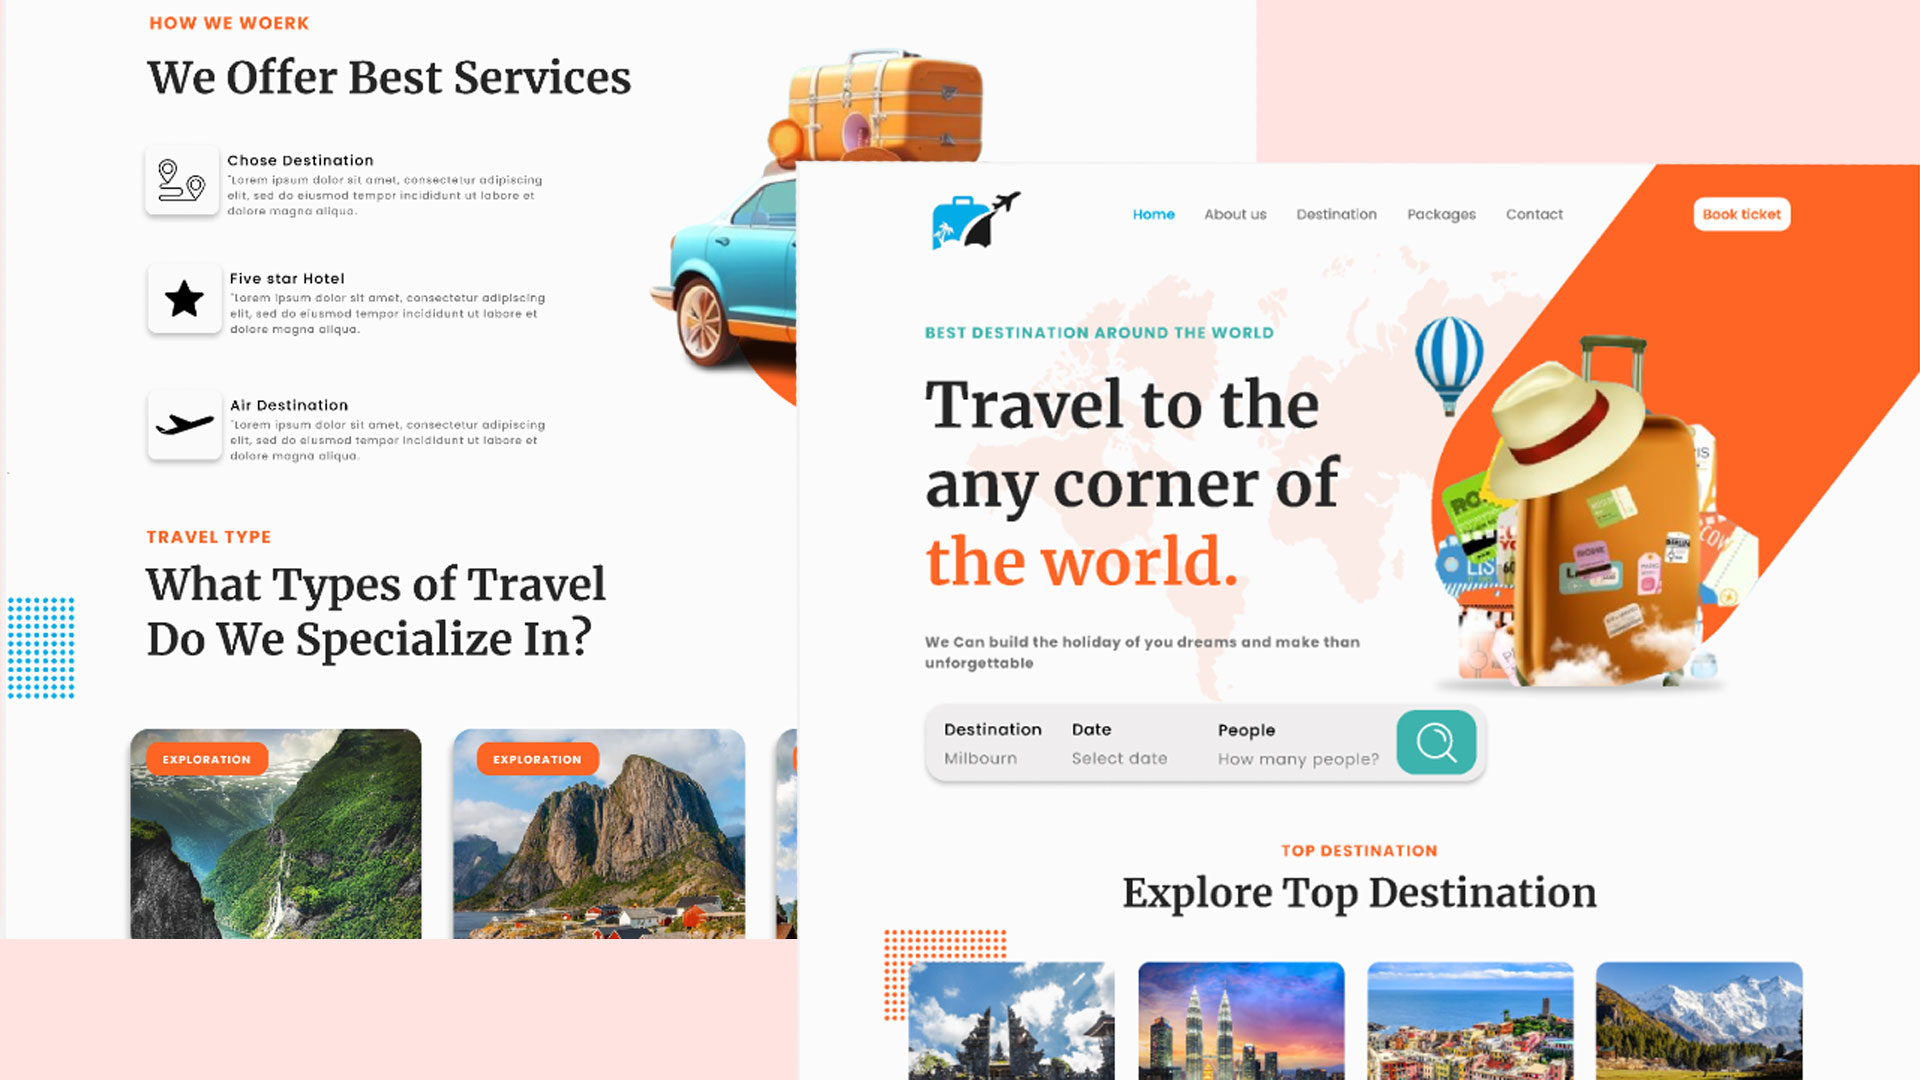 HOW WE WOERK
We Offer Best Services
Chose Destination
"Lorem ipsum dolor sit amet, consectetur adipiscing
elit, sed do eiusmod tempor incididunt ut labore et
dolore magna aliqua.
Five star Hotel
"Lorem ipsum dolor sit amet, consectetur adipiscing
elit, sed do eiusmod tempor incididunt ut labore et
dolore magna aliqua.
Air Destination
"Lorem ipsum dolor sit amet, consectetur adipiscing
elit, sed do eiusmod tempor incididunt ut labore et
dolore magna aliqua.
TRAVEL TYPE
What Types of Travel
Do We Specialize In?
EXPLORATION
EXPLORATION
Home About us Destination Packages Contact
Book ticket
BEST DESTINATION AROUND THE WORLD
Travel to the
any corner of
the world.
We Can build the holiday of you dreams and make than
unforgettable
Destination Date People
Milbourn Select date How many people?
TOP DESTINATION
Explore Top Destination